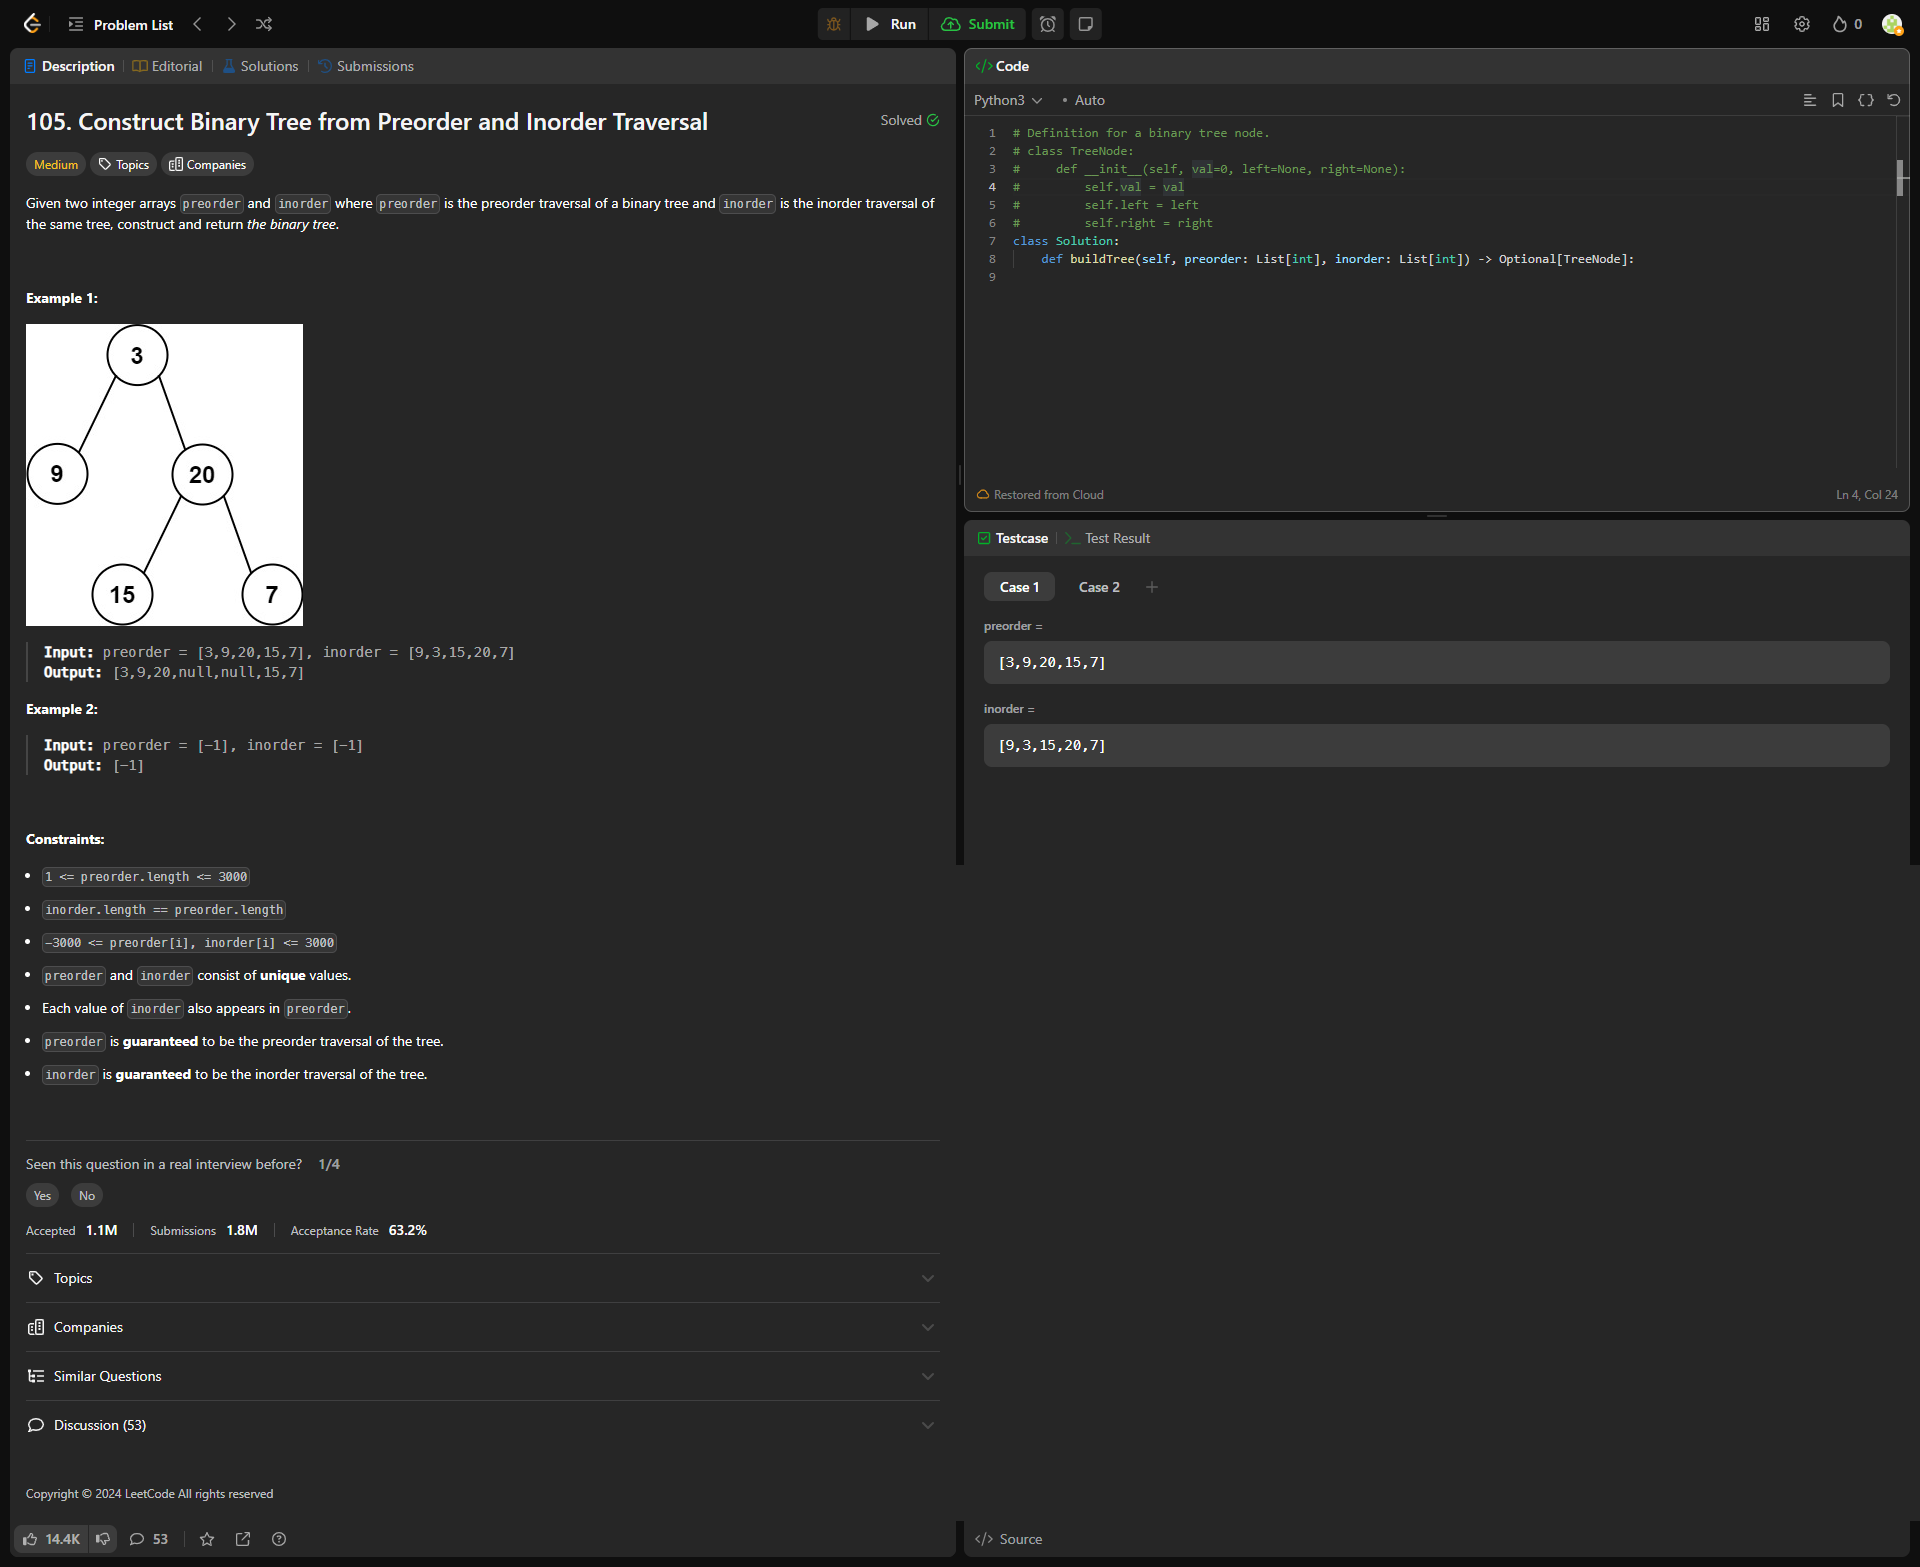 Problem List
Run
Submit
0
Description
Editorial
Solutions
Submissions
105. Construct Binary Tree from Preorder and Inorder Traversal
Solved
Medium
Topics
Companies
Given two integer arrays preorder and inorder where preorder is the preorder traversal of a binary tree and inorder is the inorder traversal of
the same tree, construct and return the binary tree.
Example 1:
3
9
20
15
7
Input: preorder = [3,9,20,15,7], inorder = [9,3,15,20,7]
Output: [3,9,20,null,null,15,7]
Example 2:
Input: preorder = [-1], inorder = [-1]
Output: [-1]
Constraints:
1 <= preorder.length <= 3000
inorder.length == preorder.length
-3000 <= preorder[i], inorder[i] <= 3000
preorder and inorder consist of unique values.
Each value of inorder also appears in preorder.
preorder is guaranteed to be the preorder traversal of the tree.
inorder is guaranteed to be the inorder traversal of the tree.
Seen this question in a real interview before? 1/4
Yes
No
Accepted 1.1M
Submissions 1.8M
Acceptance Rate 63.2%
Topics
Companies
Similar Questions
Discussion (53)
Copyright © 2024 LeetCode All rights reserved
14.4K
53
</> Code
Python3
• Auto
1 # Definition for a binary tree node.
2 # class TreeNode:
3 #     def __init__(self, val=0, left=None, right=None):
4 #         self.val = val
5 #         self.left = left
6 #         self.right = right
7 class Solution:
8     def buildTree(self, preorder: List[int], inorder: List[int]) -> Optional[TreeNode]:
9
Restored from Cloud
Ln 4, Col 24
Testcase
Test Result
Case 1
Case 2
+
preorder =
[3,9,20,15,7]
inorder =
[9,3,15,20,7]
</> Source